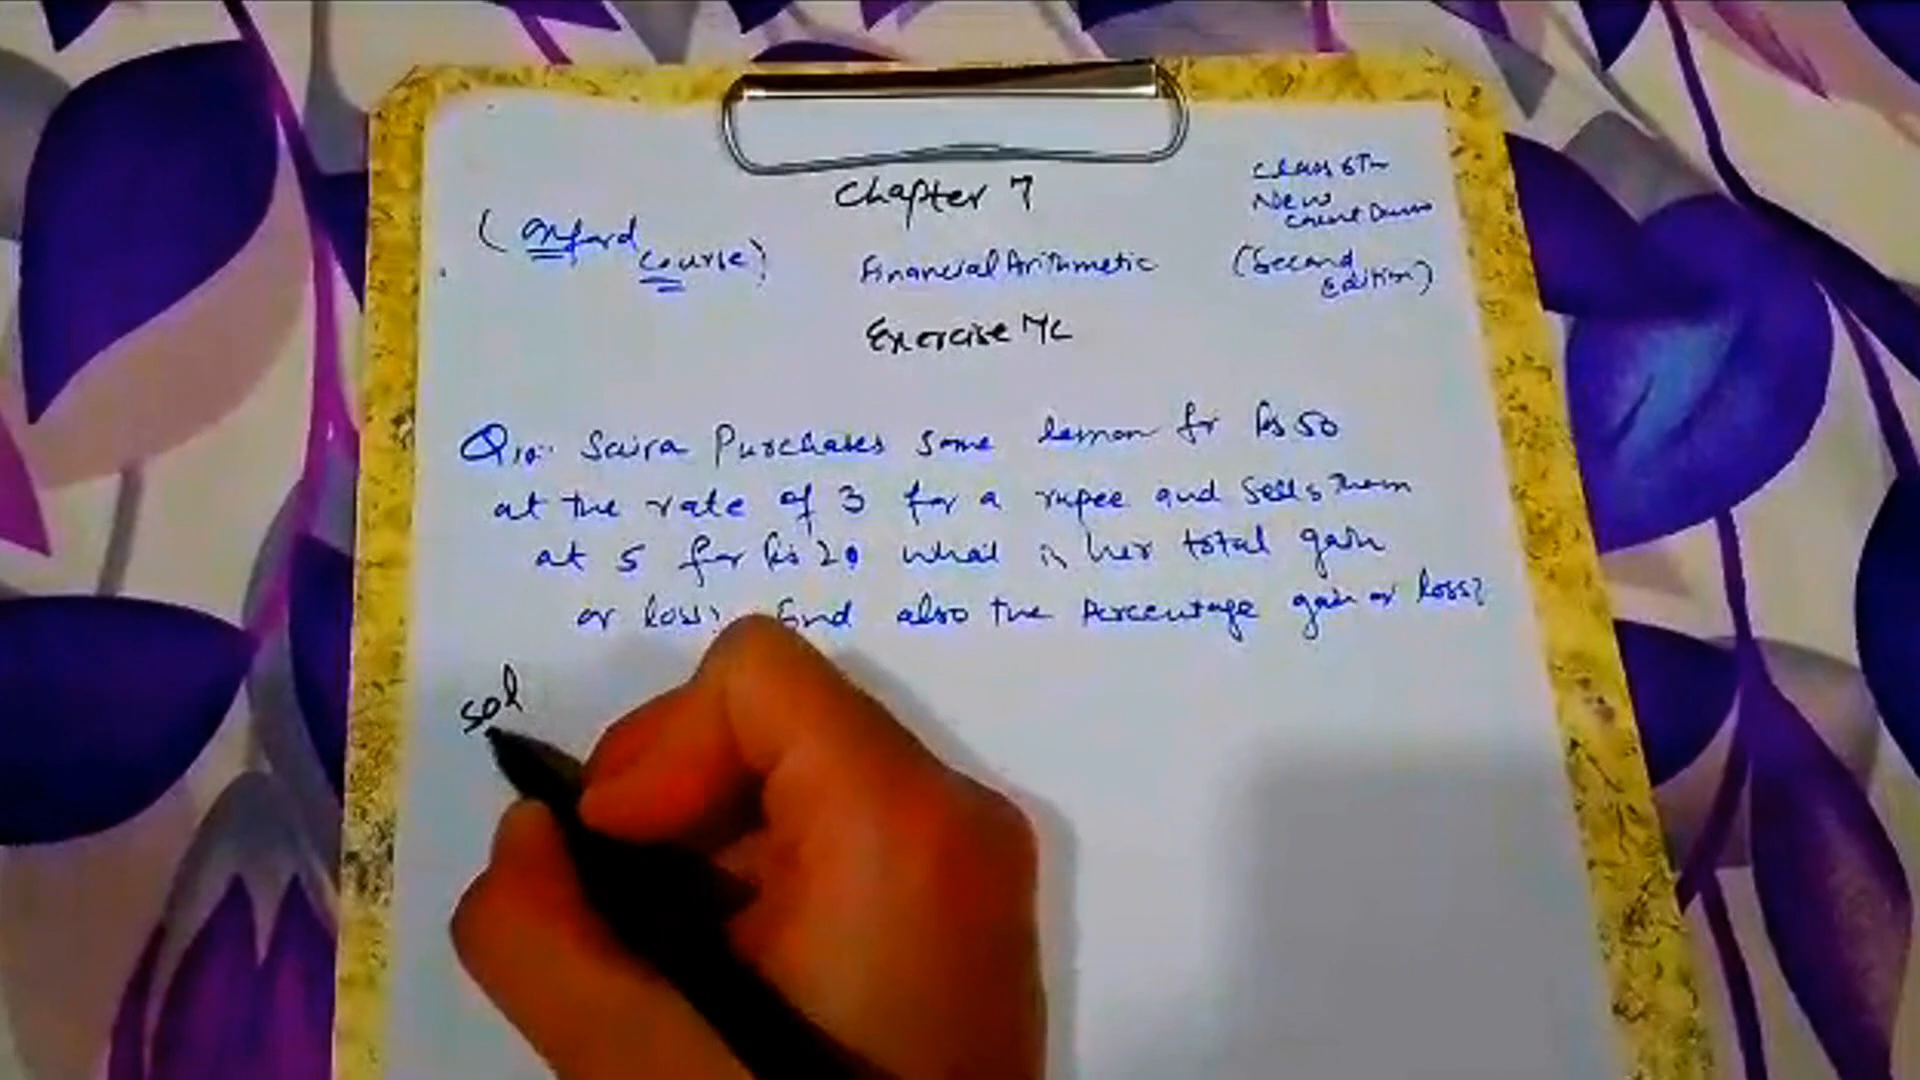 Chapter 7
Class 6Th
New
Count Down
(Second
Edition)
(Oxford
Course)
Financial Arithmetic
Exercise 7C
Q10. Saira Purchases some lemon for Rs 50
at the rate of 3 for a rupee and sells them
at 5 for Rs 20 what is her total gain
or loss? find also the Percentage gain or loss?
Sol